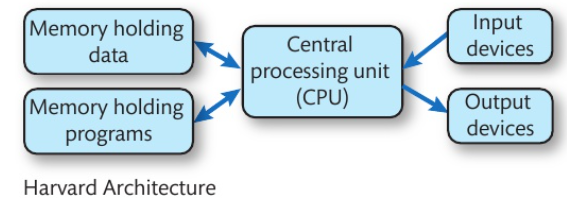 Memory holding
data
Memory holding
programs
Central
processing unit
(CPU)
Input
devices
Output
devices
Harvard Architecture